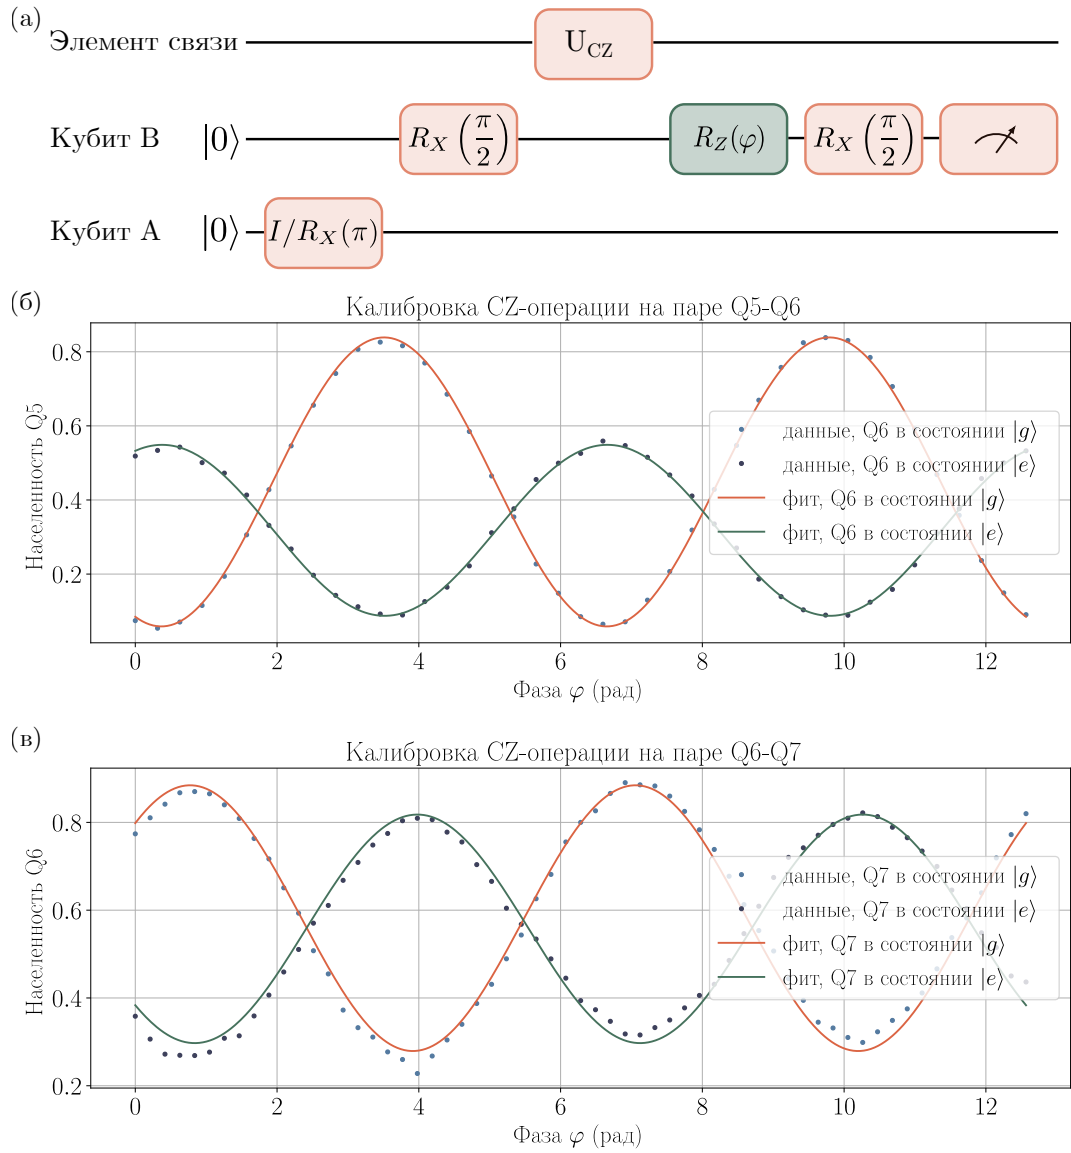 (а)
Элемент связи U_CZ
Кубит B |0⟩ R_X (π/2) R_Z(φ) R_X (π/2)
Кубит A |0⟩ I/R_X(π)
(б)
Калибровка CZ-операции на паре Q5-Q6
Населенность Q5
0.8
0.6
0.4
0.2
данные, Q6 в состоянии |g⟩
данные, Q6 в состоянии |e⟩
фит, Q6 в состоянии |g⟩
фит, Q6 в состоянии |e⟩
0 2 4 6 8 10 12
Фаза φ (рад)
(в)
Калибровка CZ-операции на паре Q6-Q7
Населенность Q6
0.8
0.6
0.4
0.2
данные, Q7 в состоянии |g⟩
данные, Q7 в состоянии |e⟩
фит, Q7 в состоянии |g⟩
фит, Q7 в состоянии |e⟩
0 2 4 6 8 10 12
Фаза φ (рад)